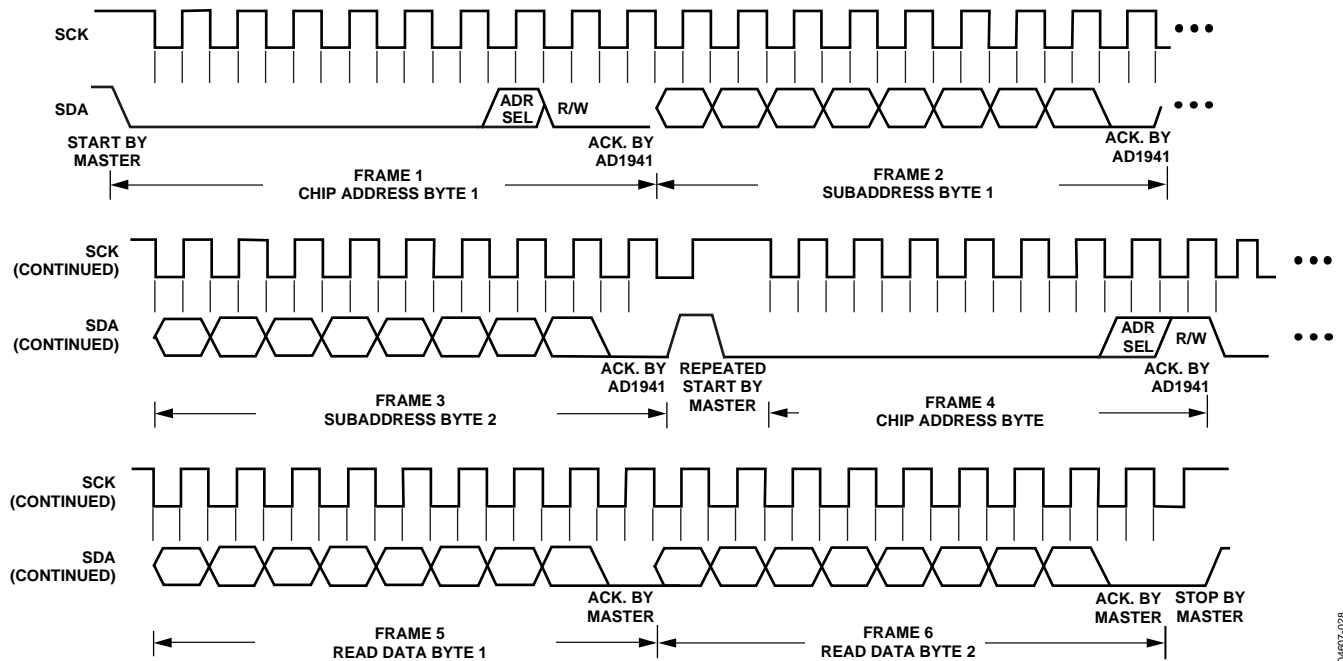 SCK
SDA
ADR
SEL
R/W
START BY
MASTER
ACK. BY
AD1941
ACK. BY
AD1941
FRAME 1
CHIP ADDRESS BYTE 1
FRAME 2
SUBADDRESS BYTE 1
SCK
(CONTINUED)
SDA
(CONTINUED)
ADR
SEL
R/W
ACK. BY
AD1941
REPEATED
START BY
MASTER
ACK. BY
AD1941
FRAME 3
SUBADDRESS BYTE 2
FRAME 4
CHIP ADDRESS BYTE
SCK
(CONTINUED)
SDA
(CONTINUED)
ACK. BY
MASTER
ACK. BY
MASTER
STOP BY
MASTER
FRAME 5
READ DATA BYTE 1
FRAME 6
READ DATA BYTE 2
04607-028